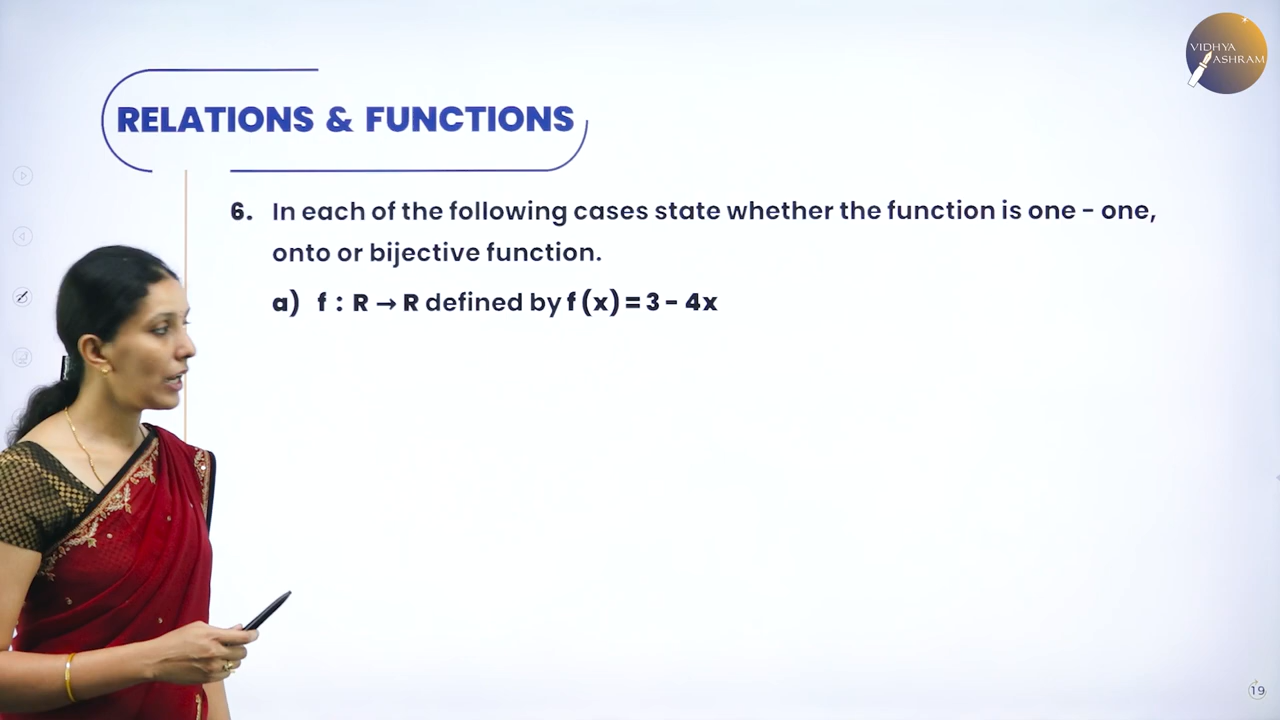 VIDHYA
ASHRAM
RELATIONS & FUNCTIONS
6. In each of the following cases state whether the function is one - one,
onto or bijective function.
a) f : R → R defined by f (x) = 3 - 4x
19